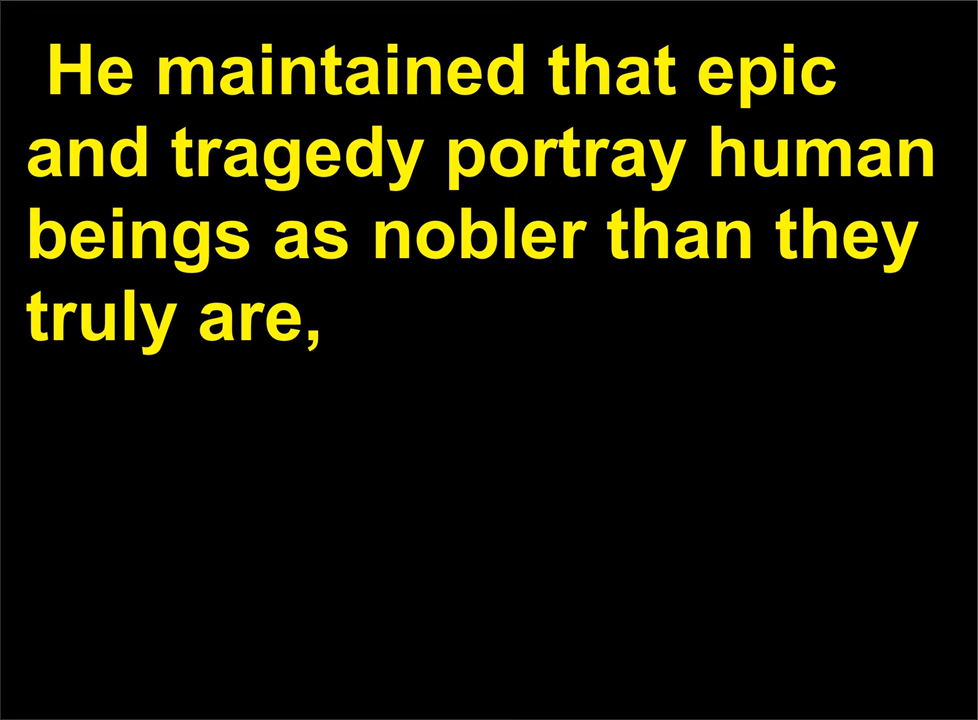 He maintained that epic
and tragedy portray human
beings as nobler than they
truly are,